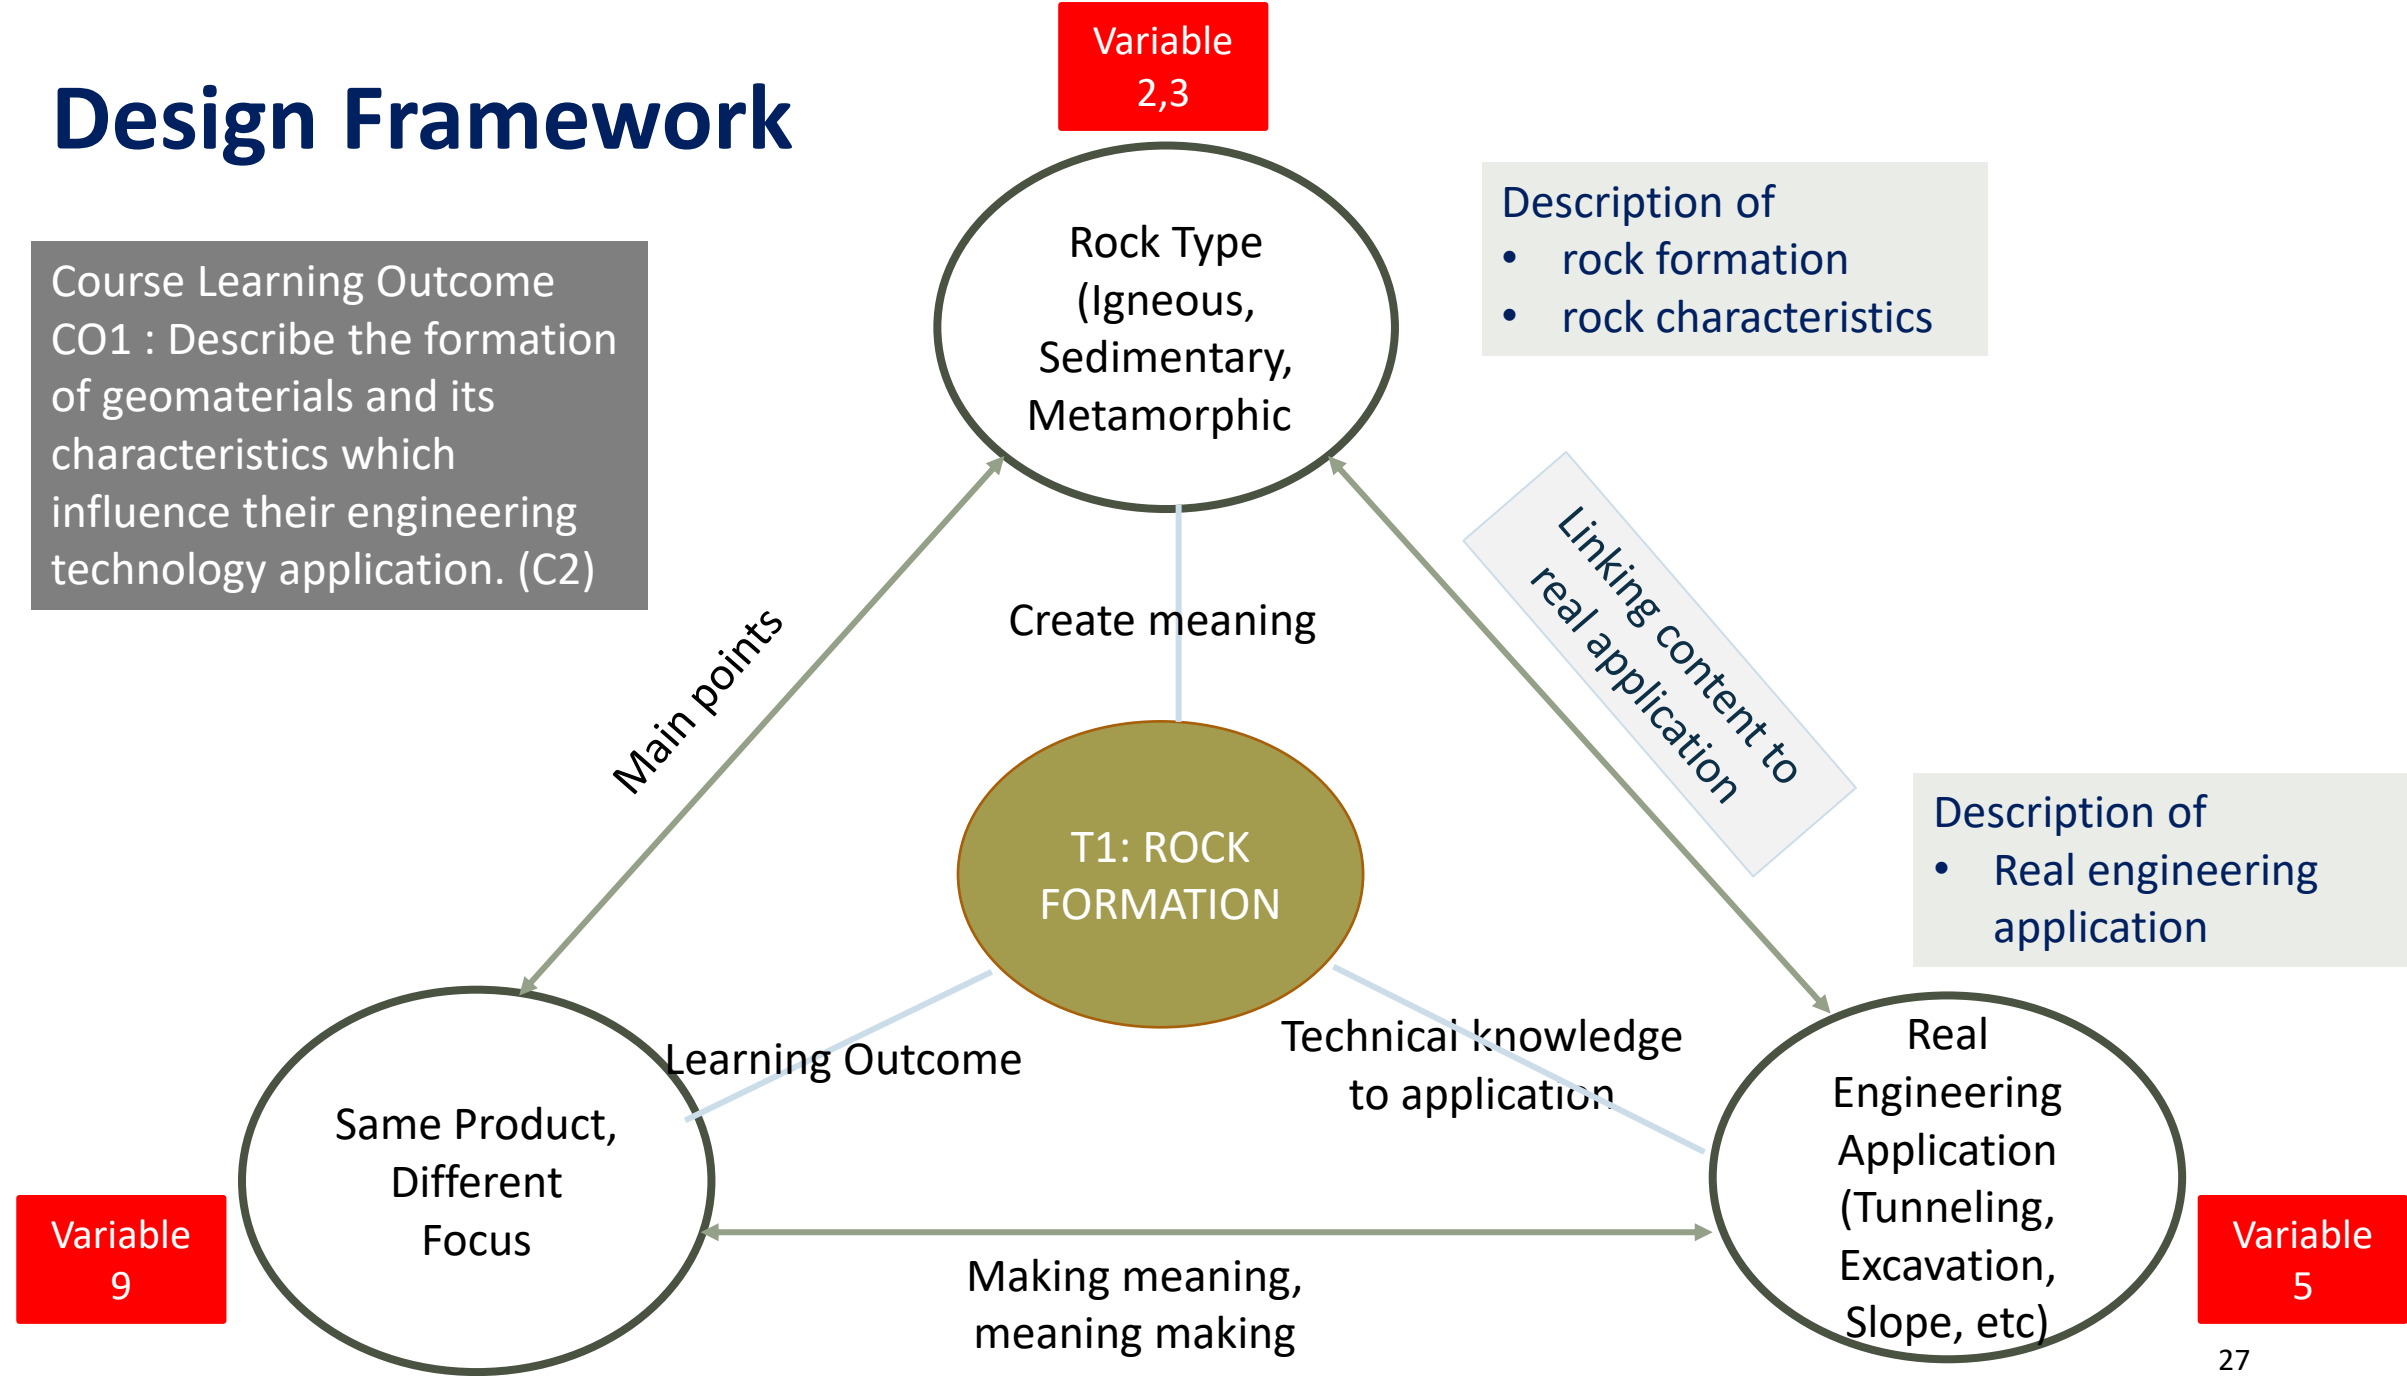 Variable
2,3
Design Framework
Course Learning Outcome
CO1 : Describe the formation
of geomaterials and its
characteristics which
influence their engineering
technology application. (C2)
Rock Type
(Igneous,
Sedimentary,
Metamorphic
Description of
• rock formation
• rock characteristics
Main points
Create meaning
Linking content to
real application
T1: ROCK
FORMATION
Description of
• Real engineering
application
Learning Outcome
Technical knowledge
to application
Same Product,
Different
Focus
Variable
9
Making meaning,
meaning making
Real
Engineering
Application
(Tunneling,
Excavation,
Slope, etc)
Variable
5
27